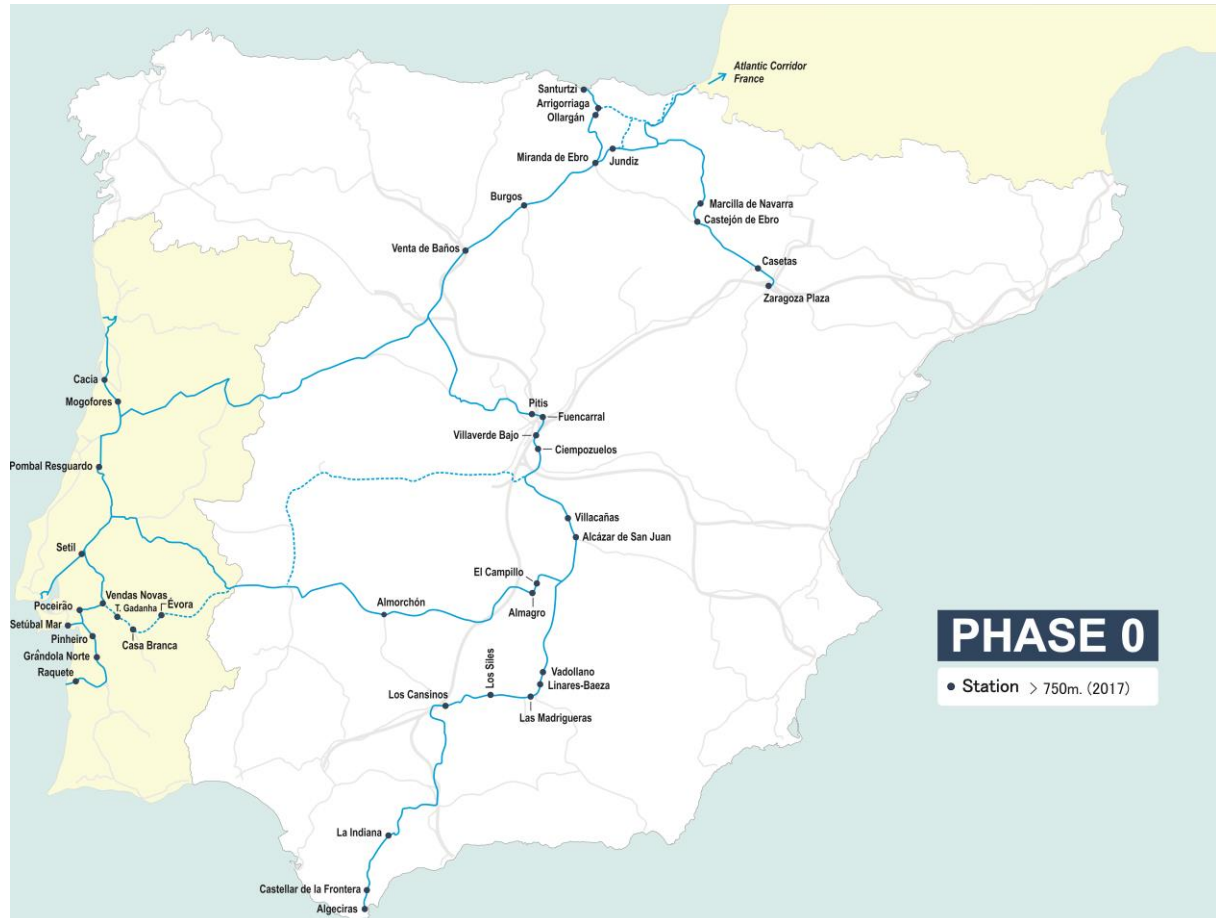 Atlantic Corridor
France
Santurtzi
Arrigorriaga
Ollargán
Miranda de Ebro
Jundiz
Burgos
Marcilla de Navarra
Castejón de Ebro
Venta de Baños
Casetas
Zaragoza Plaza
Cacia
Mogofores
Pitis
Fuencarral
Villaverde Bajo
Ciempozuelos
Pombal Resguardo
Villacañas
Alcázar de San Juan
Setil
El Campillo
Almagro
Vendas Novas
T. Gadanha
Évora
Poceirão
Almorchón
Setúbal Mar
Casa Branca
Pinheiro
Grândola Norte
Raquete
Los Siles
Vadollano
Linares-Baeza
Los Cansinos
Las Madrigueras
PHASE 0
Station > 750m. (2017)
La Indiana
Castellar de la Frontera
Algeciras